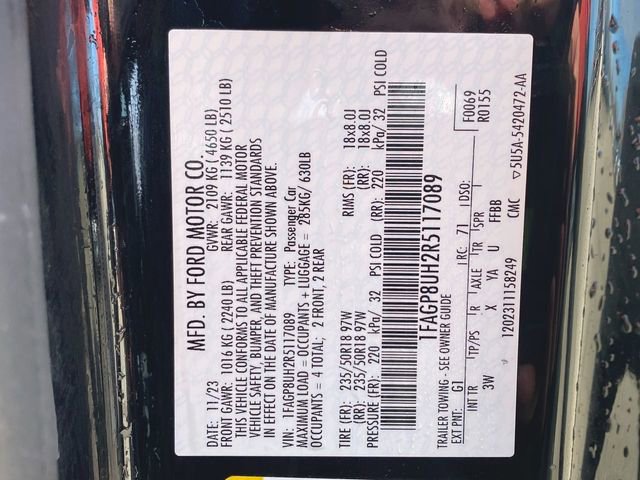 MFD. BY FORD MOTOR CO.
DATE: 11/23 GVWR: 2109 KG ( 4650 LB)
FRONT GAWR: 1016 KG ( 2240 LB) REAR GAWR: 1139 KG ( 2510 LB)
THIS VEHICLE CONFORMS TO ALL APPLICABLE FEDERAL MOTOR
VEHICLE SAFETY, BUMPER, AND THEFT PREVENTION STANDARDS
IN EFFECT ON THE DATE OF MANUFACTURE SHOWN ABOVE.
VIN: 1FAGP8UH2R5117089 TYPE: Passenger Car
MAXIMUM LOAD = OCCUPANTS + LUGGAGE = 285KG/ 630LB
OCCUPANTS = 4 TOTAL; 2 FRONT, 2 REAR
TIRE (FR): 235/50R18 97W RIMS (FR): 18x8.0J
(RR): 235/50R18 97W (RR): 18x8.0J
PRESSURE (FR): 220 kPa/ 32 PSI COLD (RR): 220 kPa/ 32 PSI COLD
1FAGP8UH2R5117089
TRAILER TOWING - SEE OWNER GUIDE
EXT PNT: G1 RC: 71 DSO: F0069
R0155
INT TR TP/PS R AXLE TR SPR
3W X YA U FFBB
1202311158249 CMC ▽5U5A-5420472-AA